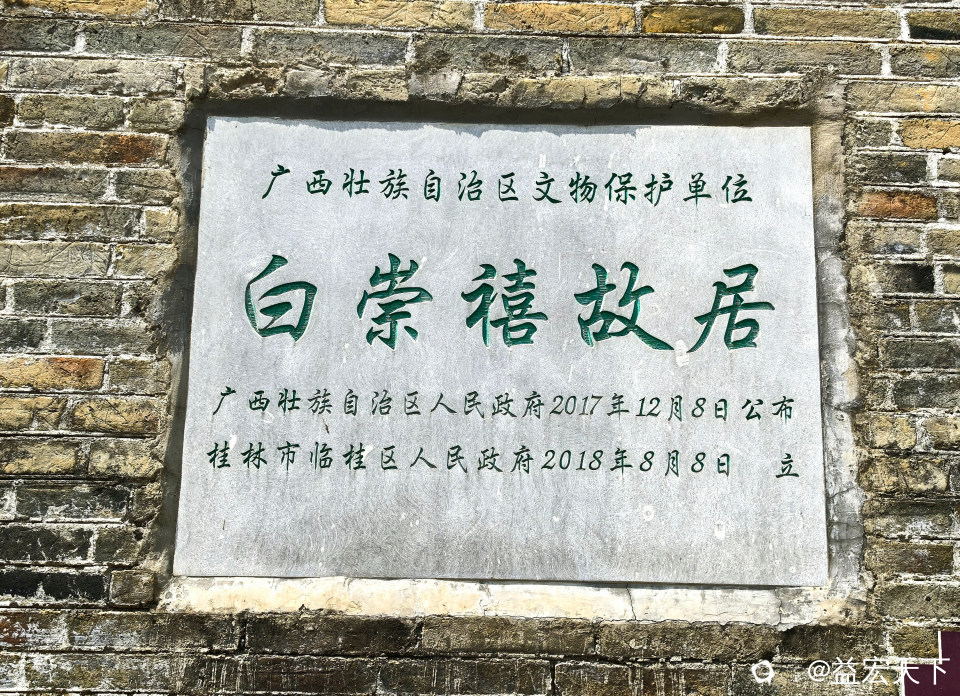 广西壮族自治区文物保护单位
白崇禧故居
广西壮族自治区人民政府2017年12月8日公布
桂林市临桂区人民政府2018年8月8日 立
@益宏天下